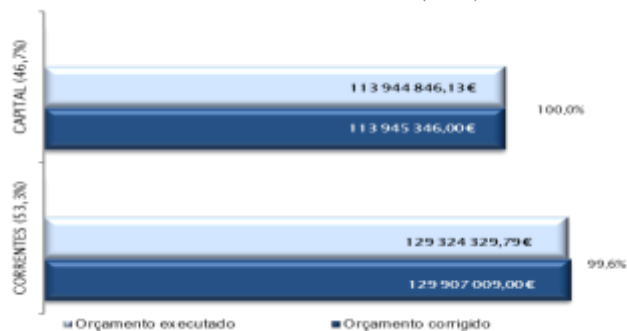 CAPITAL (46,7%)
113 944 846,13€
113 945 346,00€
100,0%
CORRENTES (53,3%)
129 324 329,79€
129 907 009,00€
99,6%
Orçamento executado
Orçamento corrigido